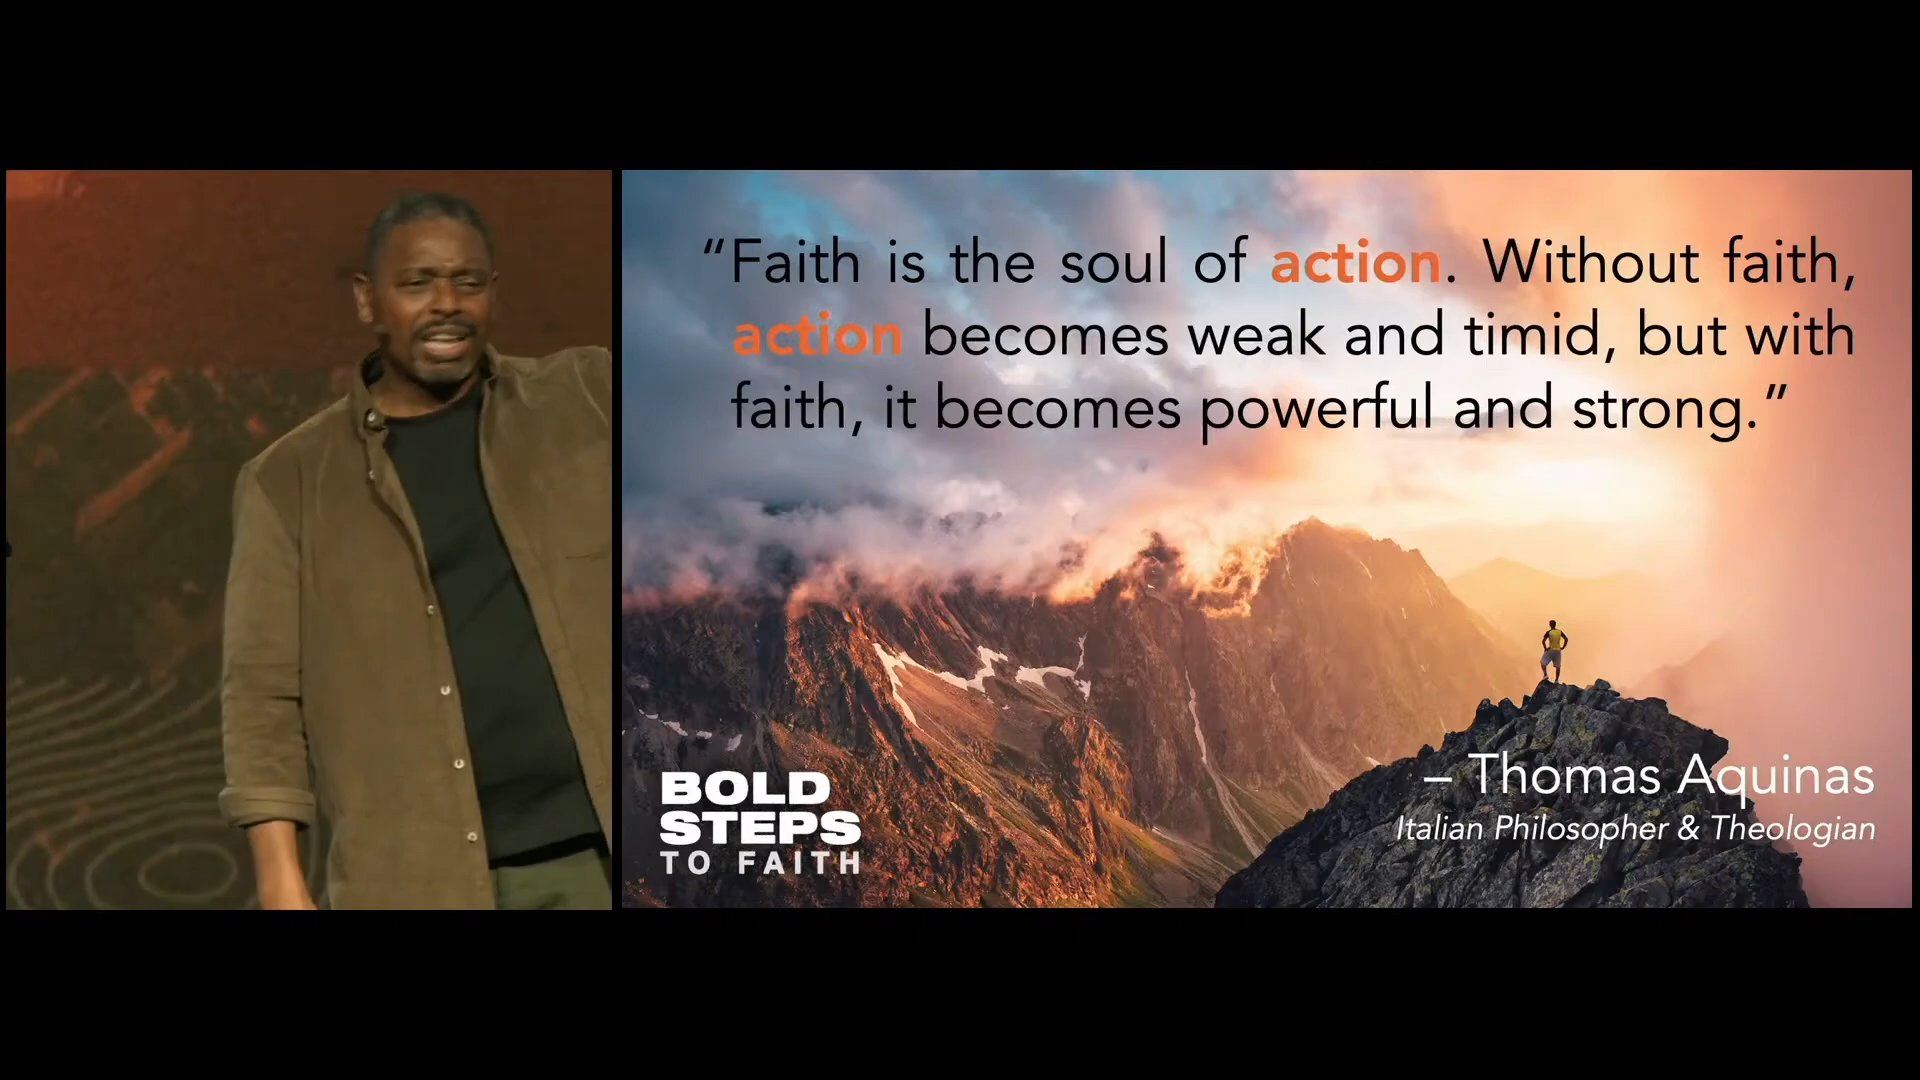 “Faith is the soul of action. Without faith,
action becomes weak and timid, but with
faith, it becomes powerful and strong.”
– Thomas Aquinas
Italian Philosopher & Theologian
BOLD
STEPS
TO FAITH